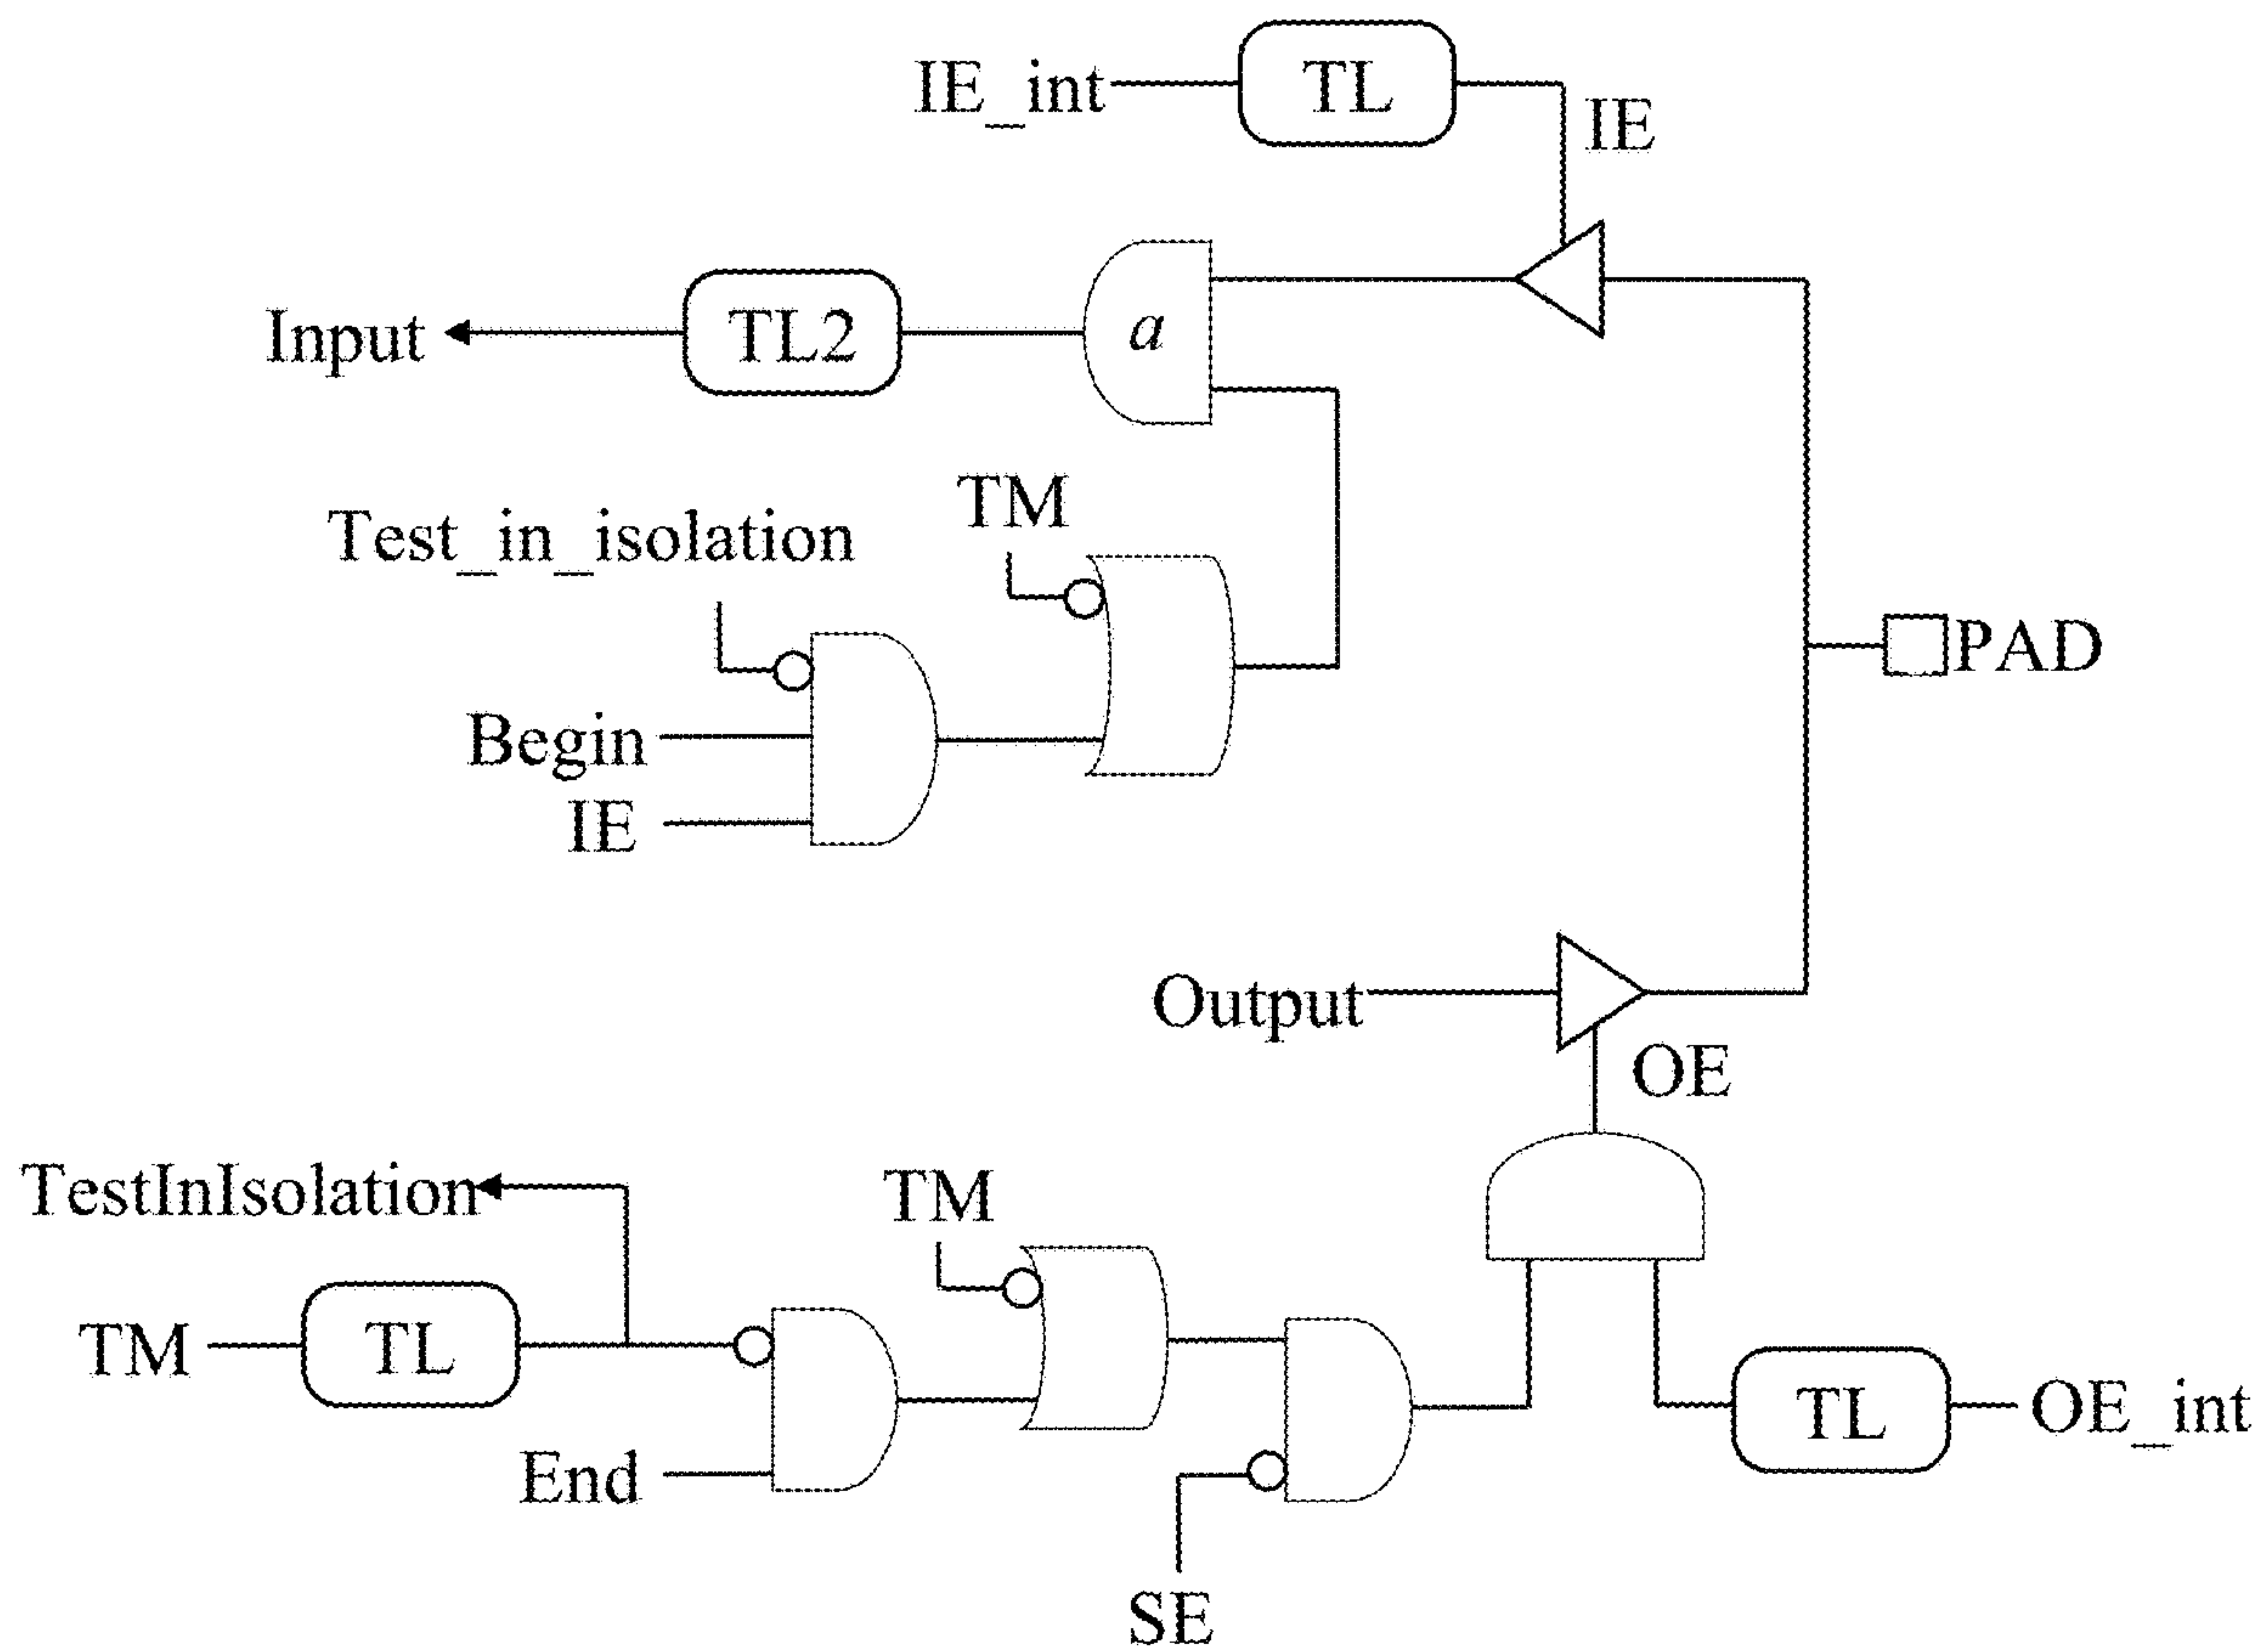 IE_int
TL
IE
Input
TL2
a
TM
Test_in_isolation
Begin
IE
PAD
Output
OE
TestInIsolation
TM
TM
TL
End
TL
OE_int
SE